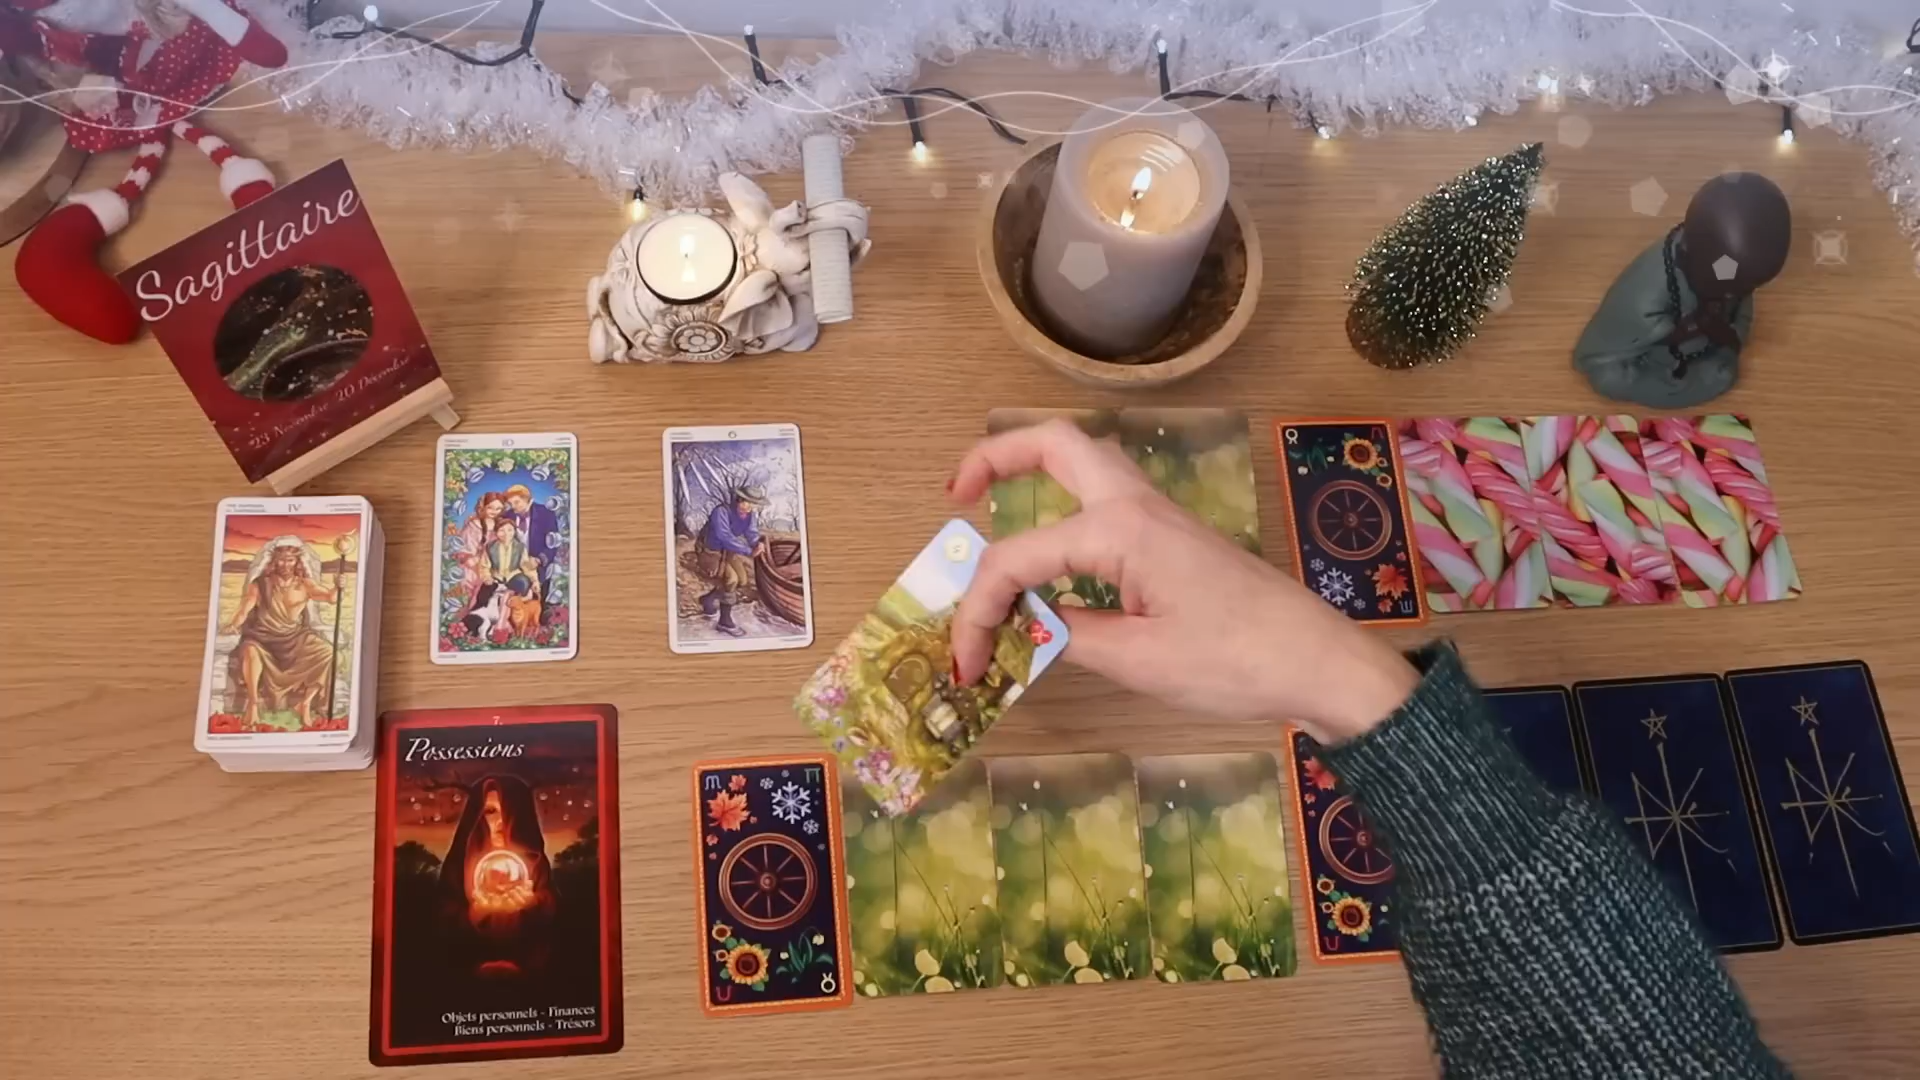 Sagittaire
23 Novembre 20 Décembre
IV
10
6
7.
Possessions
Objets personnels - Finances
Biens personnels - Trésors